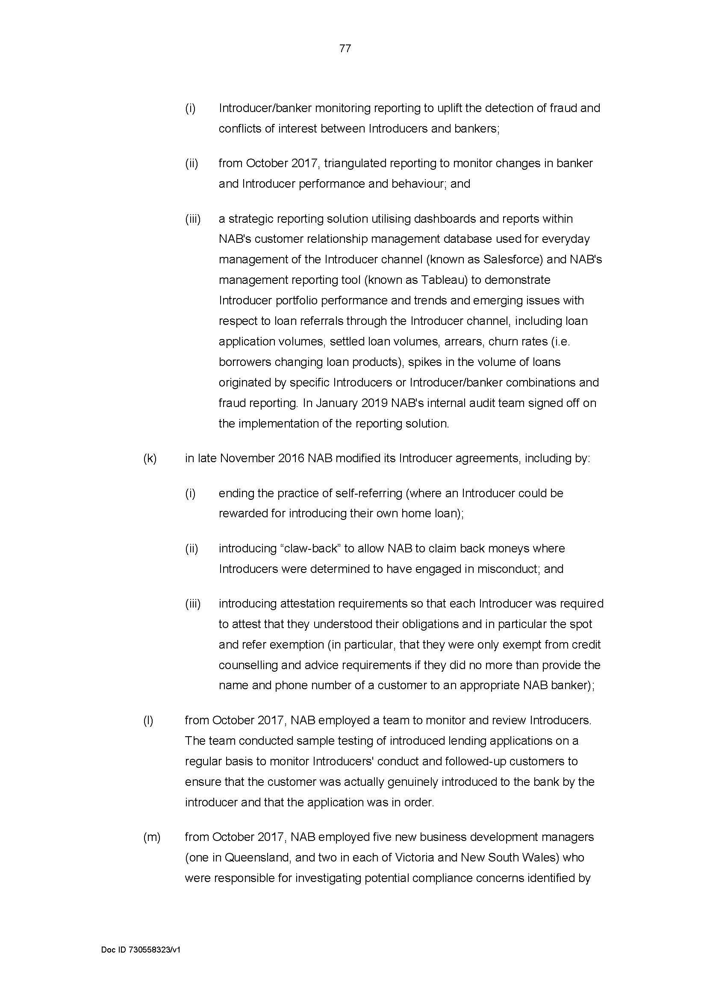 77
(i) Introducer/banker monitoring reporting to uplift the detection of fraud and
conflicts of interest between Introducers and bankers;
(ii) from October 2017, triangulated reporting to monitor changes in banker
and Introducer performance and behaviour; and
(iii) a strategic reporting solution utilising dashboards and reports within
NAB's customer relationship management database used for everyday
management of the Introducer channel (known as Salesforce) and NAB's
management reporting tool (known as Tableau) to demonstrate
Introducer portfolio performance and trends and emerging issues with
respect to loan referrals through the Introducer channel, including loan
application volumes, settled loan volumes, arrears, churn rates (i.e.
borrowers changing loan products), spikes in the volume of loans
originated by specific Introducers or Introducer/banker combinations and
fraud reporting. In January 2019 NAB's internal audit team signed off on
the implementation of the reporting solution.
(k) in late November 2016 NAB modified its Introducer agreements, including by:
(i) ending the practice of self-referring (where an Introducer could be
rewarded for introducing their own home loan);
(ii) introducing “claw-back” to allow NAB to claim back moneys where
Introducers were determined to have engaged in misconduct; and
(iii) introducing attestation requirements so that each Introducer was required
to attest that they understood their obligations and in particular the spot
and refer exemption (in particular, that they were only exempt from credit
counselling and advice requirements if they did no more than provide the
name and phone number of a customer to an appropriate NAB banker);
(l) from October 2017, NAB employed a team to monitor and review Introducers.
The team conducted sample testing of introduced lending applications on a
regular basis to monitor Introducers' conduct and followed-up customers to
ensure that the customer was actually genuinely introduced to the bank by the
introducer and that the application was in order.
(m) from October 2017, NAB employed five new business development managers
(one in Queensland, and two in each of Victoria and New South Wales) who
were responsible for investigating potential compliance concerns identified by
Doc ID 730558323/v1